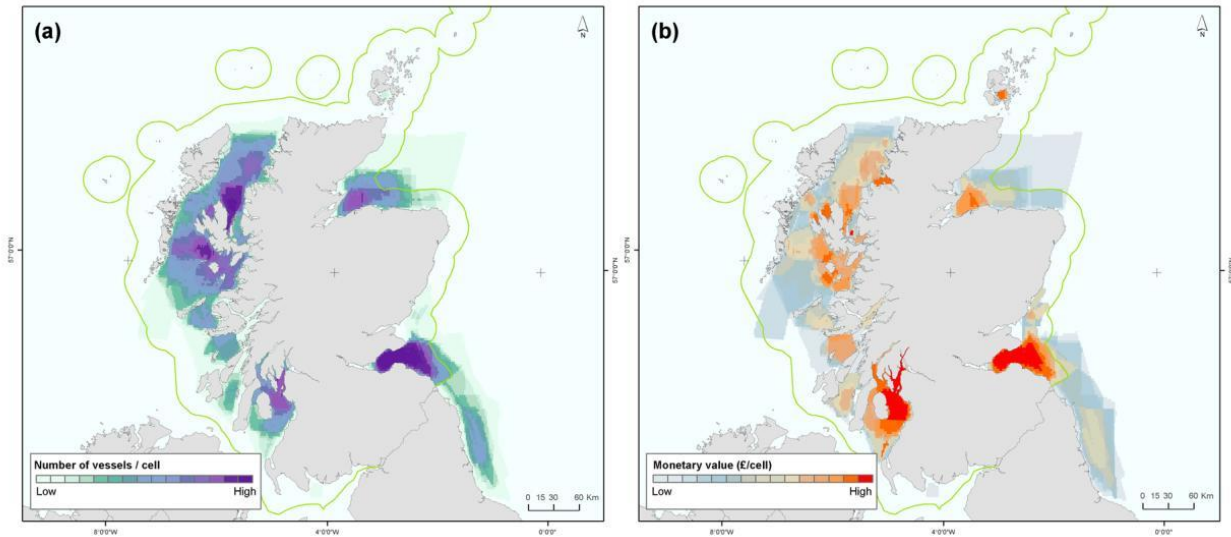 (a)
N
57°0'0"N
Number of vessels / cell
Low High
0 15 30 60 Km
8°0'0"W 4°0'0"W 0°0'0"
(b)
N
57°0'0"N
Monetary value (£/cell)
Low High
0 15 30 60 Km
8°0'0"W 4°0'0"W 0°0'0"